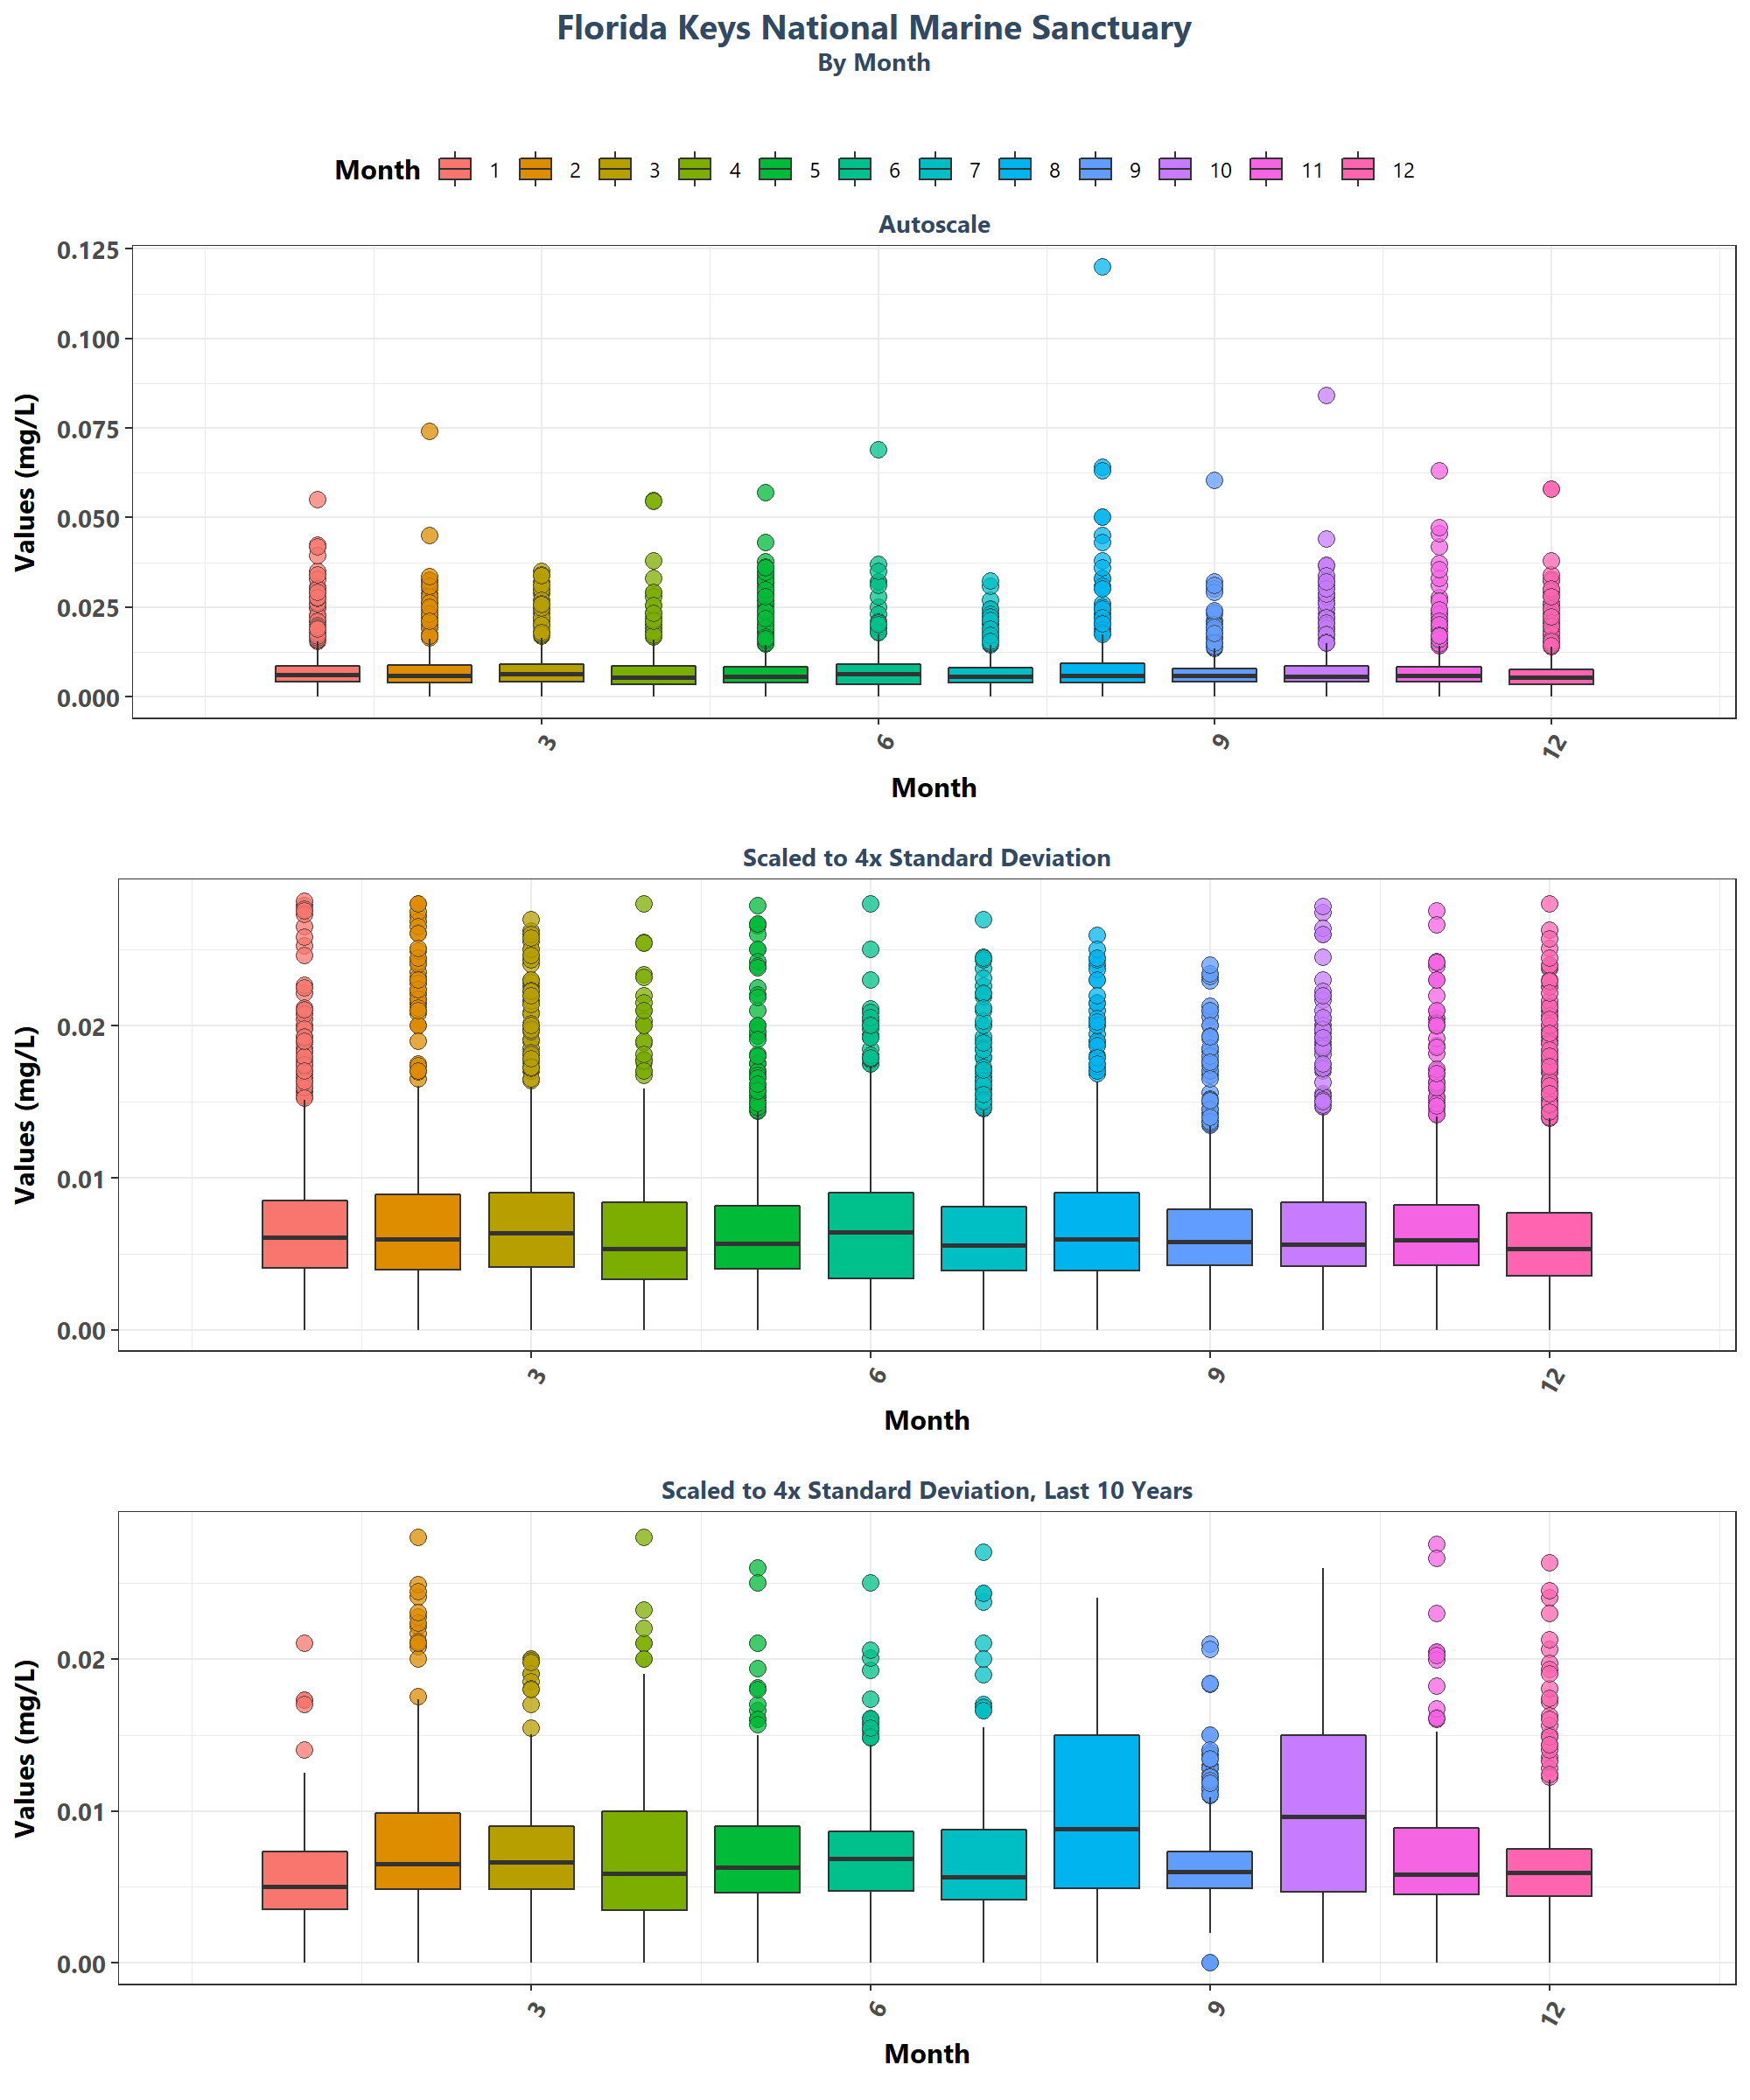 Florida Keys National Marine Sanctuary
By Month
Month 1 2 3 4 5 6 7 8 9 10 11 12
Autoscale
0.125
0.100
0.075
0.050
0.025
0.000
Values (mg/L)
3 6 9 12
Month
Scaled to 4x Standard Deviation
0.02
0.01
0.00
Values (mg/L)
3 6 9 12
Month
Scaled to 4x Standard Deviation, Last 10 Years
0.02
0.01
0.00
Values (mg/L)
3 6 9 12
Month